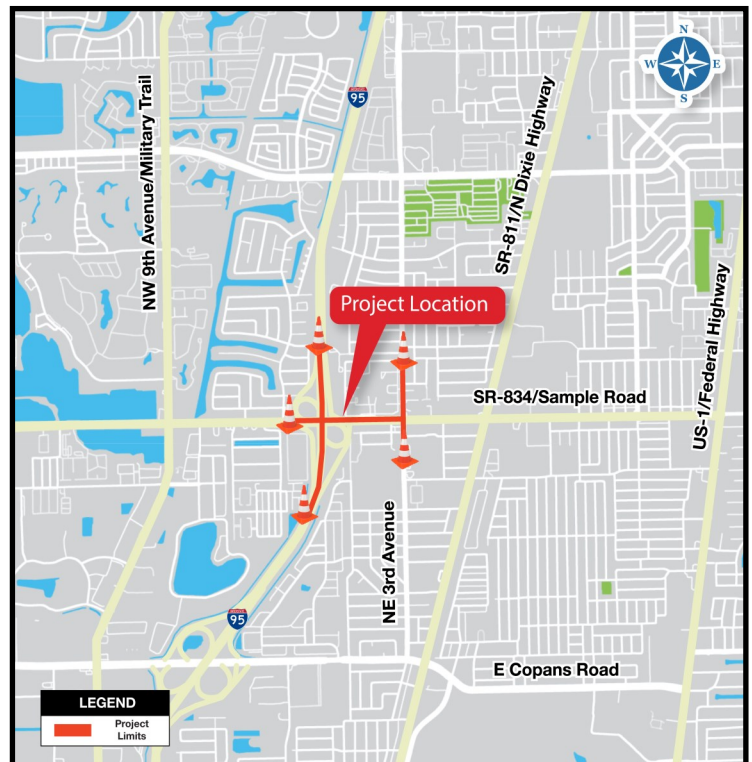 N
W E
S
INTERSTATE
95
NW 9th Avenue/Military Trail
SR-811/N Dixie Highway
Project Location
SR-834/Sample Road
US-1/Federal Highway
NE 3rd Avenue
95
E Copans Road
LEGEND
Project
Limits